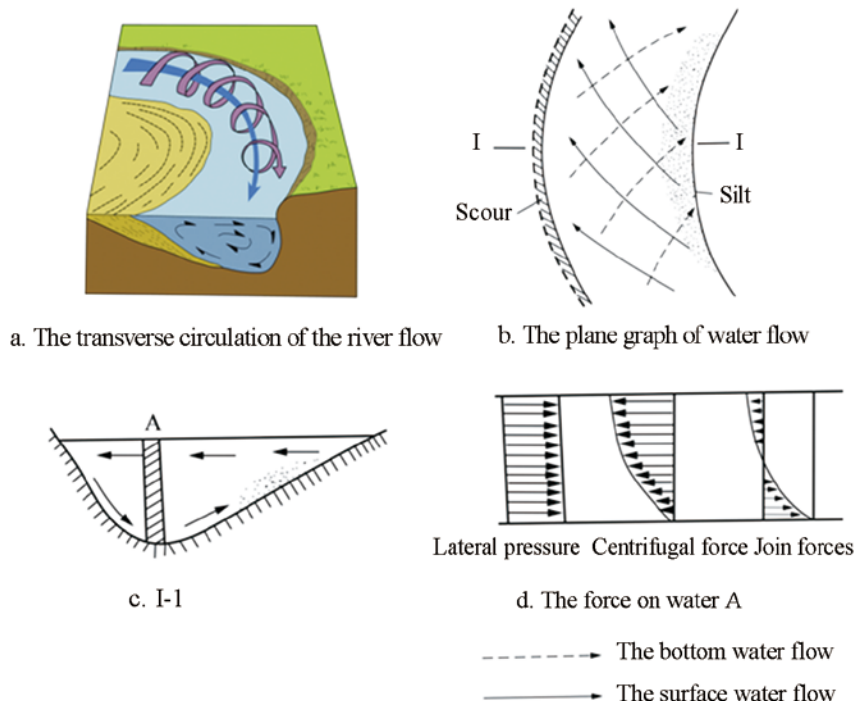 a. The transverse circulation of the river flow
I
I
Scour
Silt
b. The plane graph of water flow
A
c. I-1
Lateral pressure Centrifugal force Join forces
d. The force on water A
The bottom water flow
The surface water flow